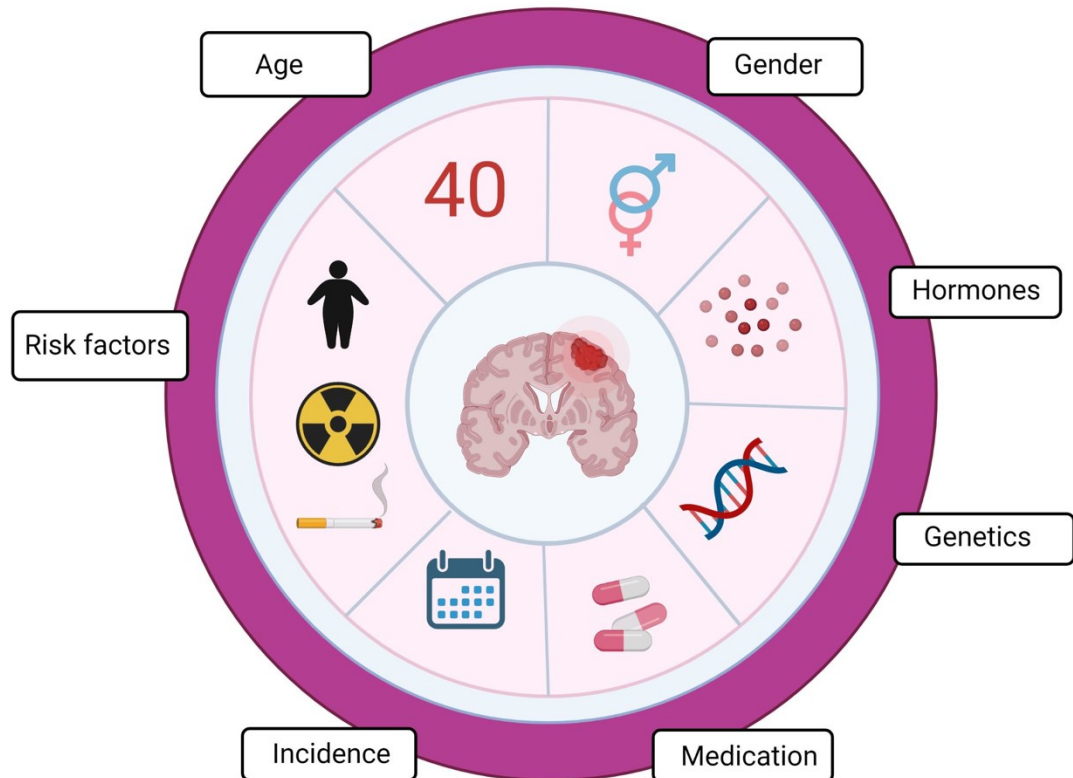 Age
Gender
40
Hormones
Risk factors
Genetics
Incidence
Medication